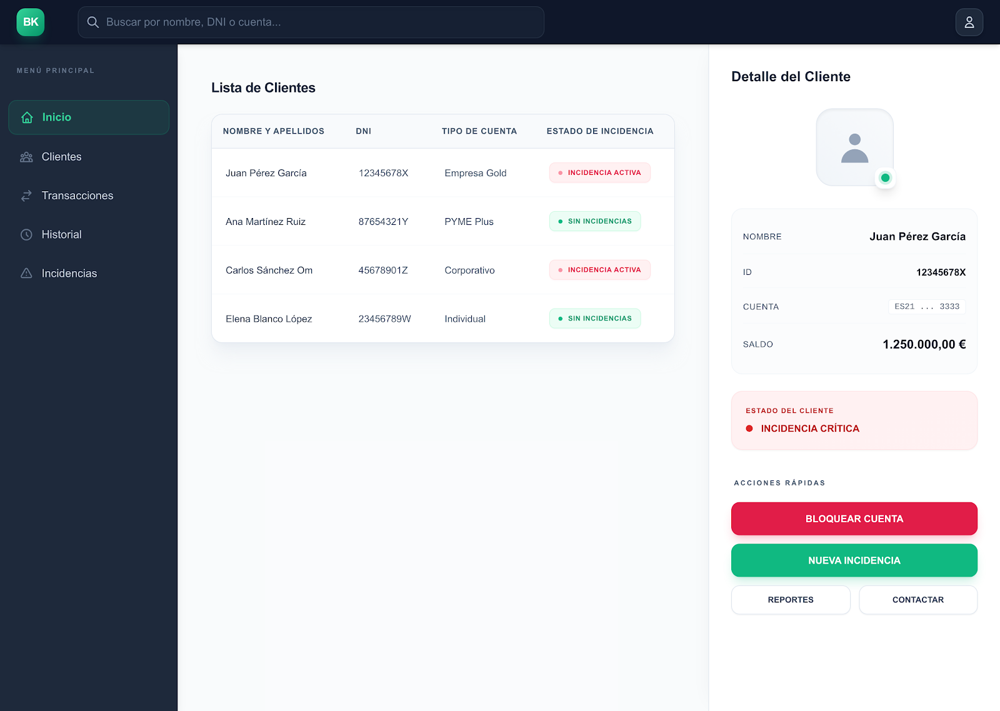 BK
Buscar por nombre, DNI o cuenta...
MENÚ PRINCIPAL
Inicio
Clientes
Transacciones
Historial
Incidencias
Lista de Clientes
NOMBRE Y APELLIDOS DNI TIPO DE CUENTA ESTADO DE INCIDENCIA
Juan Pérez García 12345678X Empresa Gold INCIDENCIA ACTIVA
Ana Martínez Ruiz 87654321Y PYME Plus SIN INCIDENCIAS
Carlos Sánchez Om 45678901Z Corporativo INCIDENCIA ACTIVA
Elena Blanco López 23456789W Individual SIN INCIDENCIAS
Detalle del Cliente
NOMBRE Juan Pérez García
ID 12345678X
CUENTA ES21 ... 3333
SALDO 1.250.000,00 €
ESTADO DEL CLIENTE
INCIDENCIA CRÍTICA
ACCIONES RÁPIDAS
BLOQUEAR CUENTA
NUEVA INCIDENCIA
REPORTES CONTACTAR